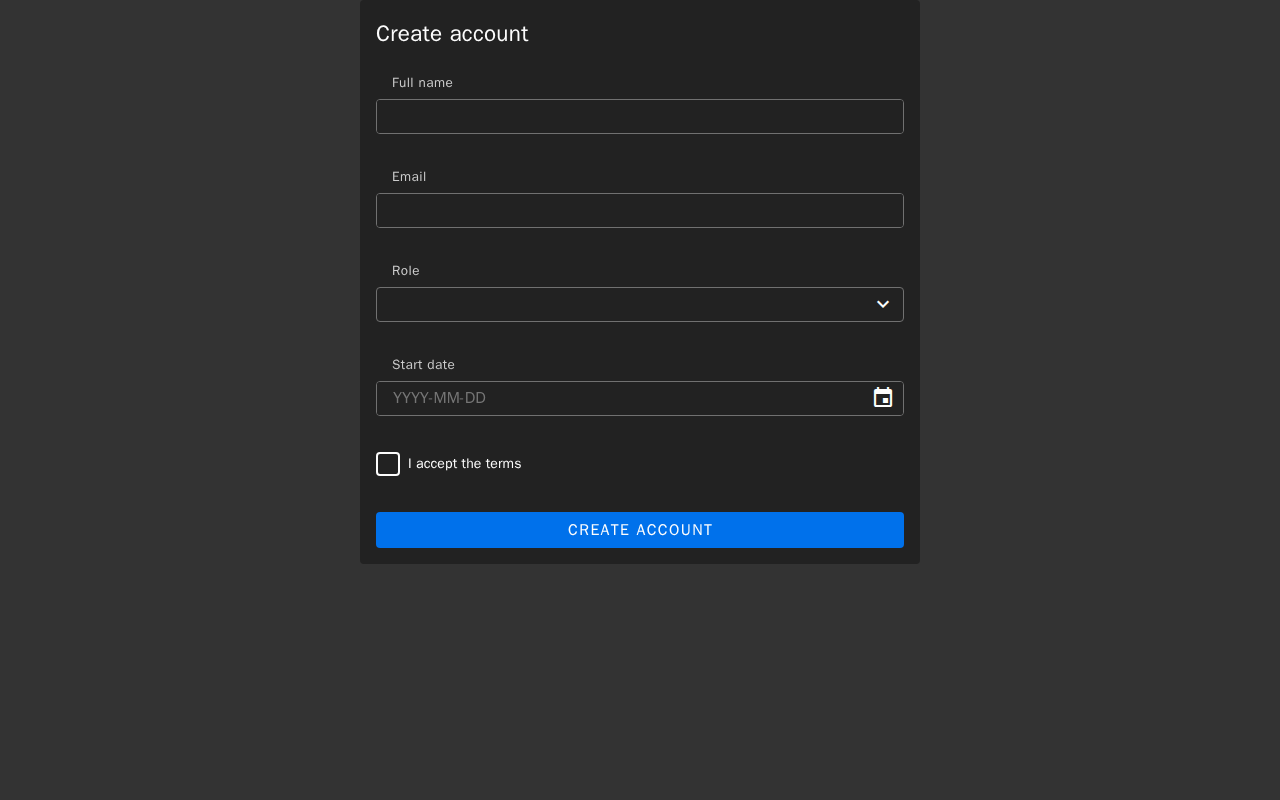 Create account
Full name
Email
Role
Start date
YYYY-MM-DD
I accept the terms
CREATE ACCOUNT